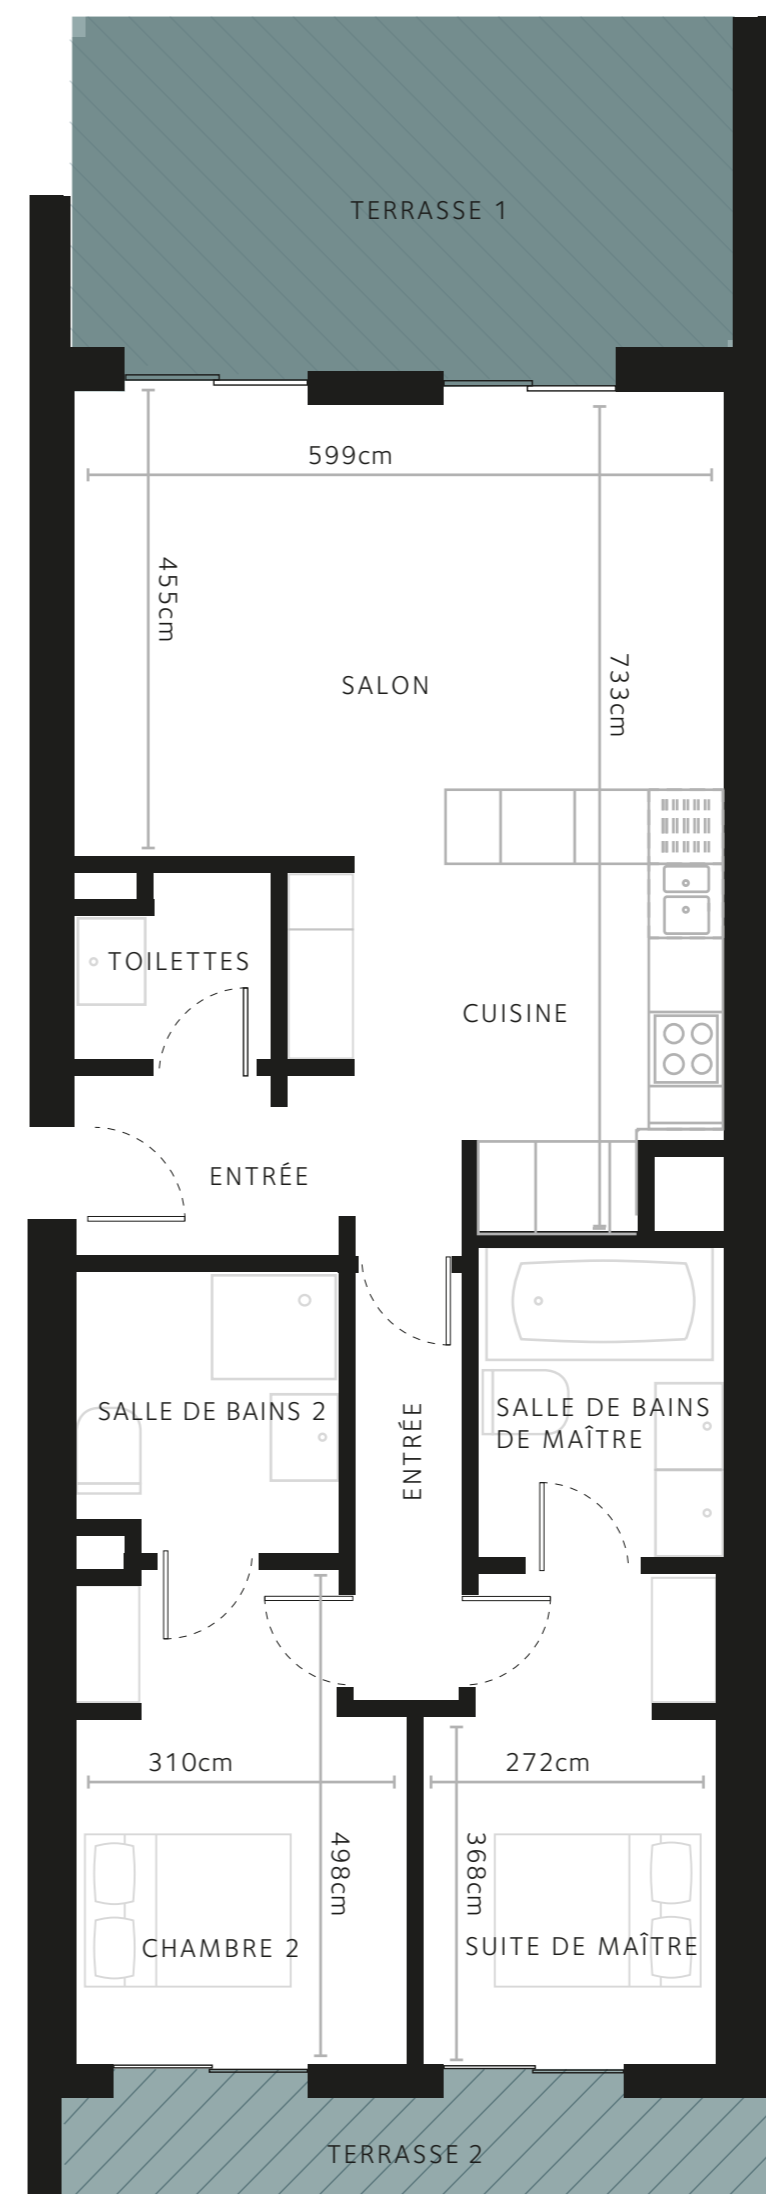 TERRASSE 1
599cm
455cm
733cm
SALON
TOILETTES
CUISINE
ENTRÉE
SALLE DE BAINS 2
ENTRÉE
SALLE DE BAINS
DE MAÎTRE
310cm
272cm
498cm
368cm
CHAMBRE 2
SUITE DE MAÎTRE
TERRASSE 2